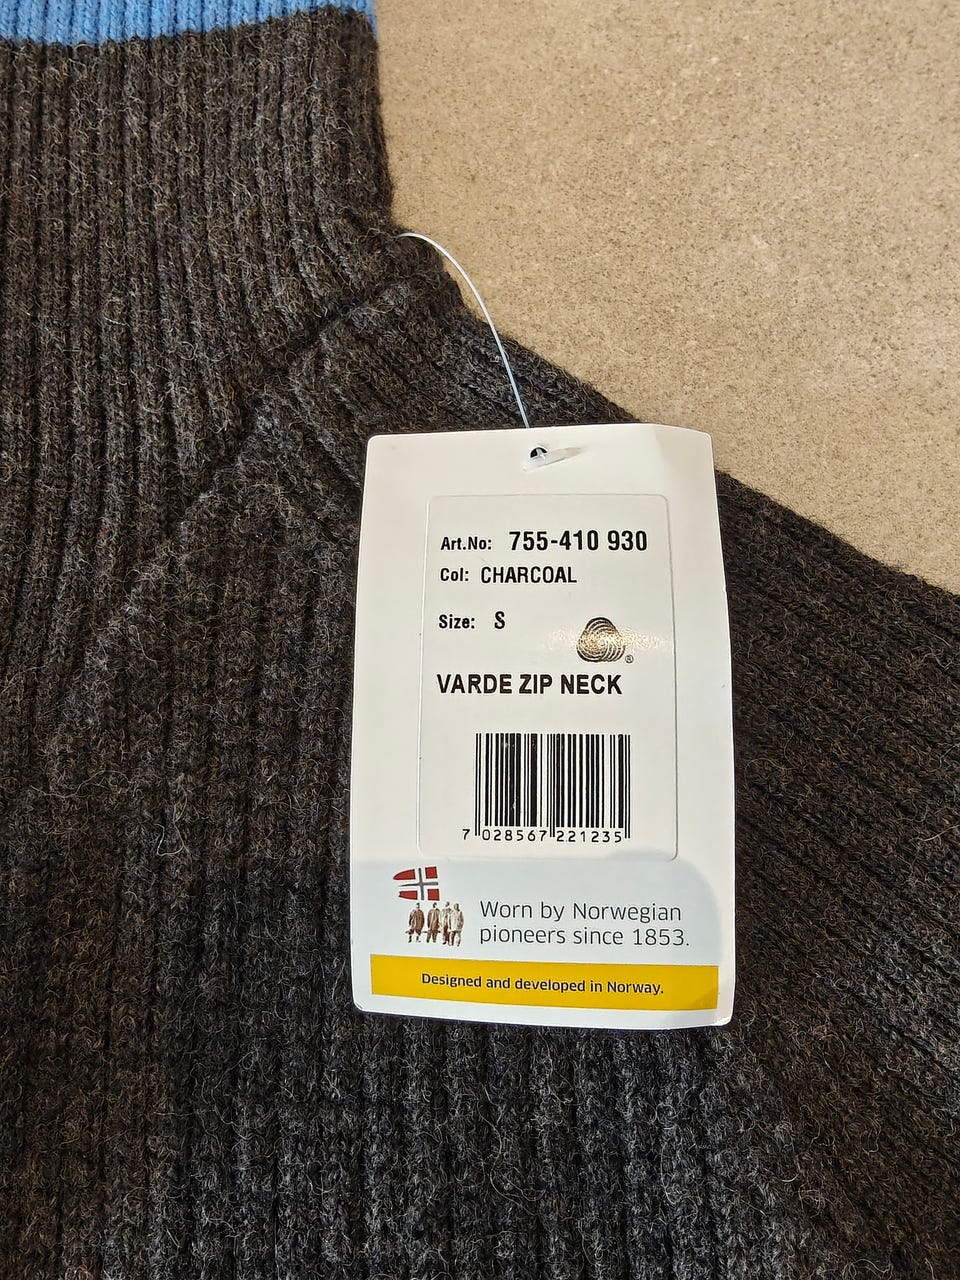 Art.No: 755-410 930
Col: CHARCOAL
Size: S
®
VARDE ZIP NECK
7 028567 221235
Worn by Norwegian
pioneers since 1853.
Designed and developed in Norway.